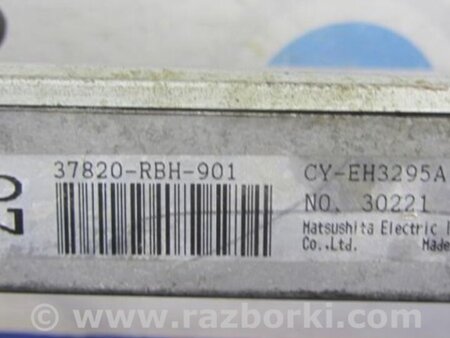 37820-RBH-901
CY-EH3295A
NO. 30221
Matsushita Electric
Co.,Ltd. Made
www.razborki.com